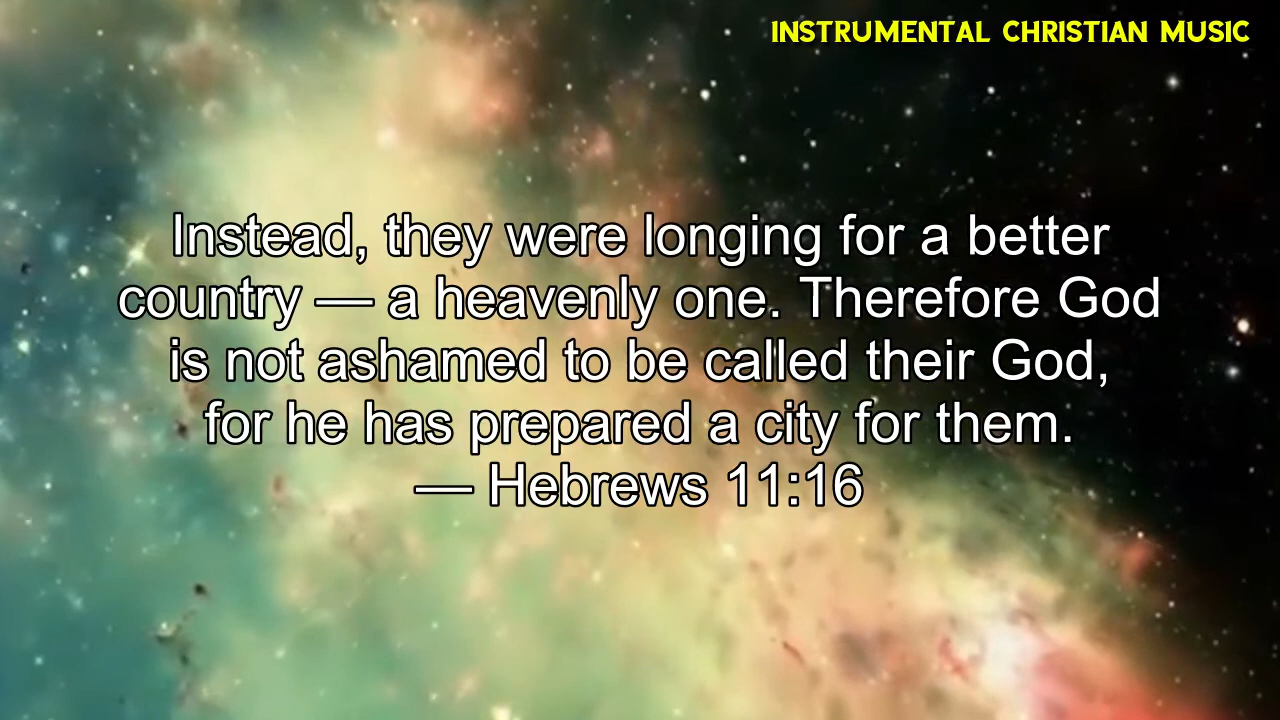 INSTRUMENTAL CHRISTIAN MUSIC
Instead, they were longing for a better
country — a heavenly one. Therefore God
is not ashamed to be called their God,
for he has prepared a city for them.
— Hebrews 11:16